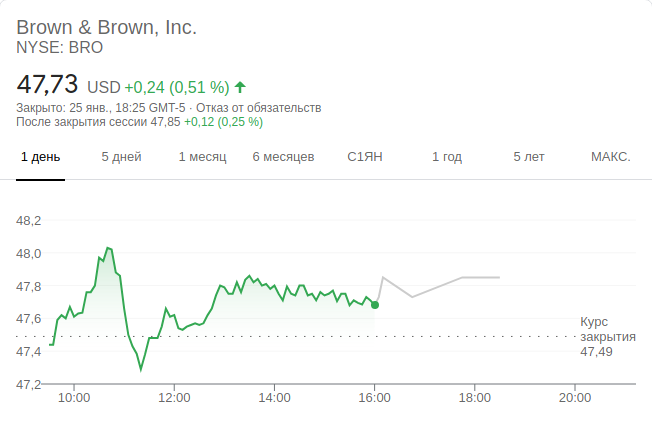 Brown & Brown, Inc.
NYSE: BRO
47,73 USD +0,24 (0,51 %)
Закрыто: 25 янв., 18:25 GMT-5 · Отказ от обязательств
После закрытия сессии 47,85 +0,12 (0,25 %)
1 день 5 дней 1 месяц 6 месяцев С1ЯН 1 год 5 лет МАКС.
48,2
48,0
47,8
47,6
47,4
47,2
Курс
закрытия
47,49
10:00 12:00 14:00 16:00 18:00 20:00